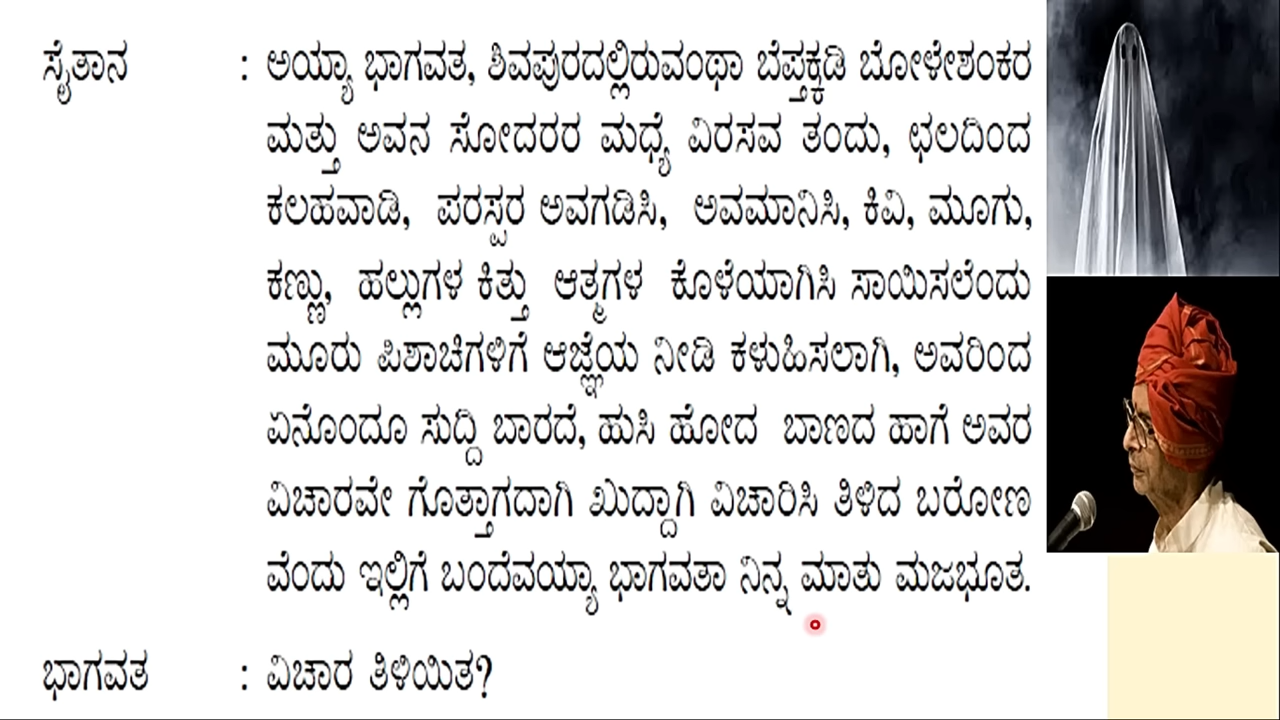 ಸೈತಾನ : ಅಯ್ಯಾ ಭಾಗವತ, ಶಿವಪುರದಲ್ಲಿರುವಂಥಾ ಬೆಪ್ತಕ್ಕಡಿ ಬೋಳೇಶಂಕರ
ಮತ್ತು ಅವನ ಸೋದರರ ಮಧ್ಯೆ ವಿರಸವ ತಂದು, ಛಲದಿಂದ
ಕಲಹವಾಡಿ, ಪರಸ್ಪರ ಅವಗಡಿಸಿ, ಅವಮಾನಿಸಿ, ಕಿವಿ, ಮೂಗು,
ಕಣ್ಣು, ಹಲ್ಲುಗಳ ಕಿತ್ತು ಆತ್ಮಗಳ ಕೊಳೆಯಾಗಿಸಿ ಸಾಯಿಸಲೆಂದು
ಮೂರು ಪಿಶಾಚಿಗಳಿಗೆ ಆಜ್ಞೆಯ ನೀಡಿ ಕಳುಹಿಸಲಾಗಿ, ಅವರಿಂದ
ಏನೊಂದೂ ಸುದ್ದಿ ಬಾರದೆ, ಹುಸಿ ಹೋದ ಬಾಣದ ಹಾಗೆ ಅವರ
ವಿಚಾರವೇ ಗೊತ್ತಾಗದಾಗಿ ಖುದ್ದಾಗಿ ವಿಚಾರಿಸಿ ತಿಳಿದ ಬರೋಣ
ವೆಂದು ಇಲ್ಲಿಗೆ ಬಂದೆವಯ್ಯಾ ಭಾಗವತಾ ನಿನ್ನ ಮಾತು ಮಜಭೂತ.
ಭಾಗವತ : ವಿಚಾರ ತಿಳಿಯಿತ?